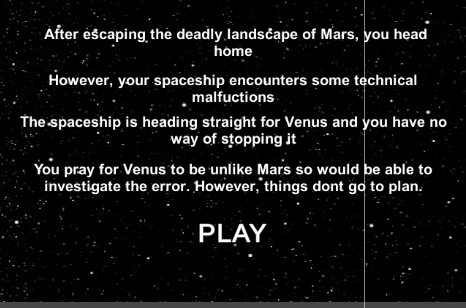 After escaping the deadly landscape of Mars, you head
home
However, your spaceship encounters some technical
malfuctions
The spaceship is heading straight for Venus and you have no
way of stopping it
You pray for Venus to be unlike Mars so would be able to
investigate the error. However, things dont go to plan.
PLAY